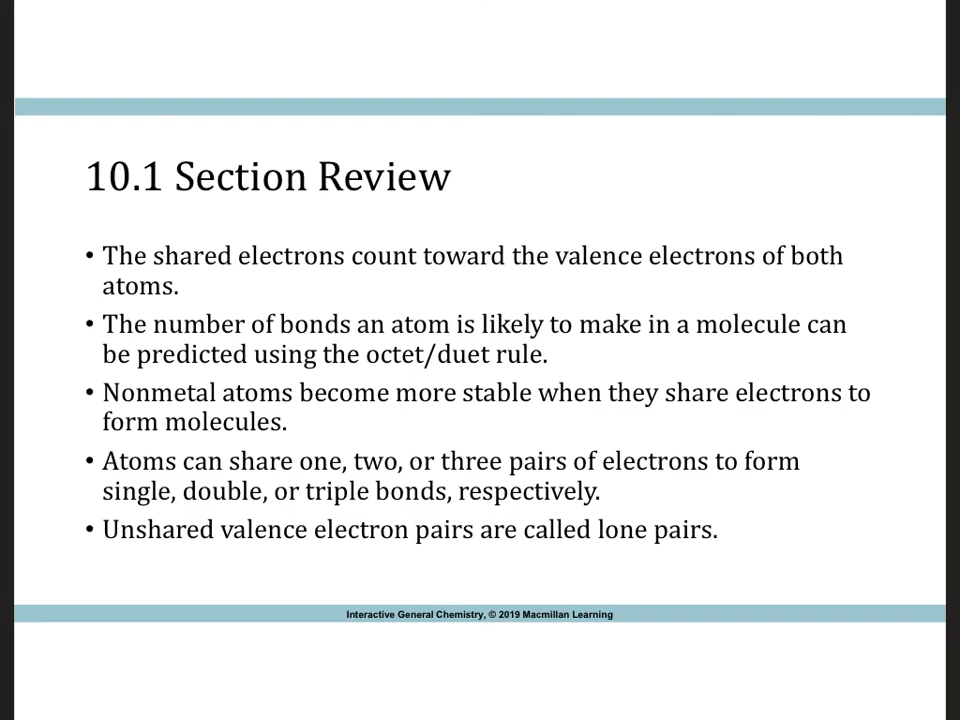 10.1 Section Review
• The shared electrons count toward the valence electrons of both
atoms.
• The number of bonds an atom is likely to make in a molecule can
be predicted using the octet/duet rule.
• Nonmetal atoms become more stable when they share electrons to
form molecules.
• Atoms can share one, two, or three pairs of electrons to form
single, double, or triple bonds, respectively.
• Unshared valence electron pairs are called lone pairs.
Interactive General Chemistry, © 2019 Macmillan Learning